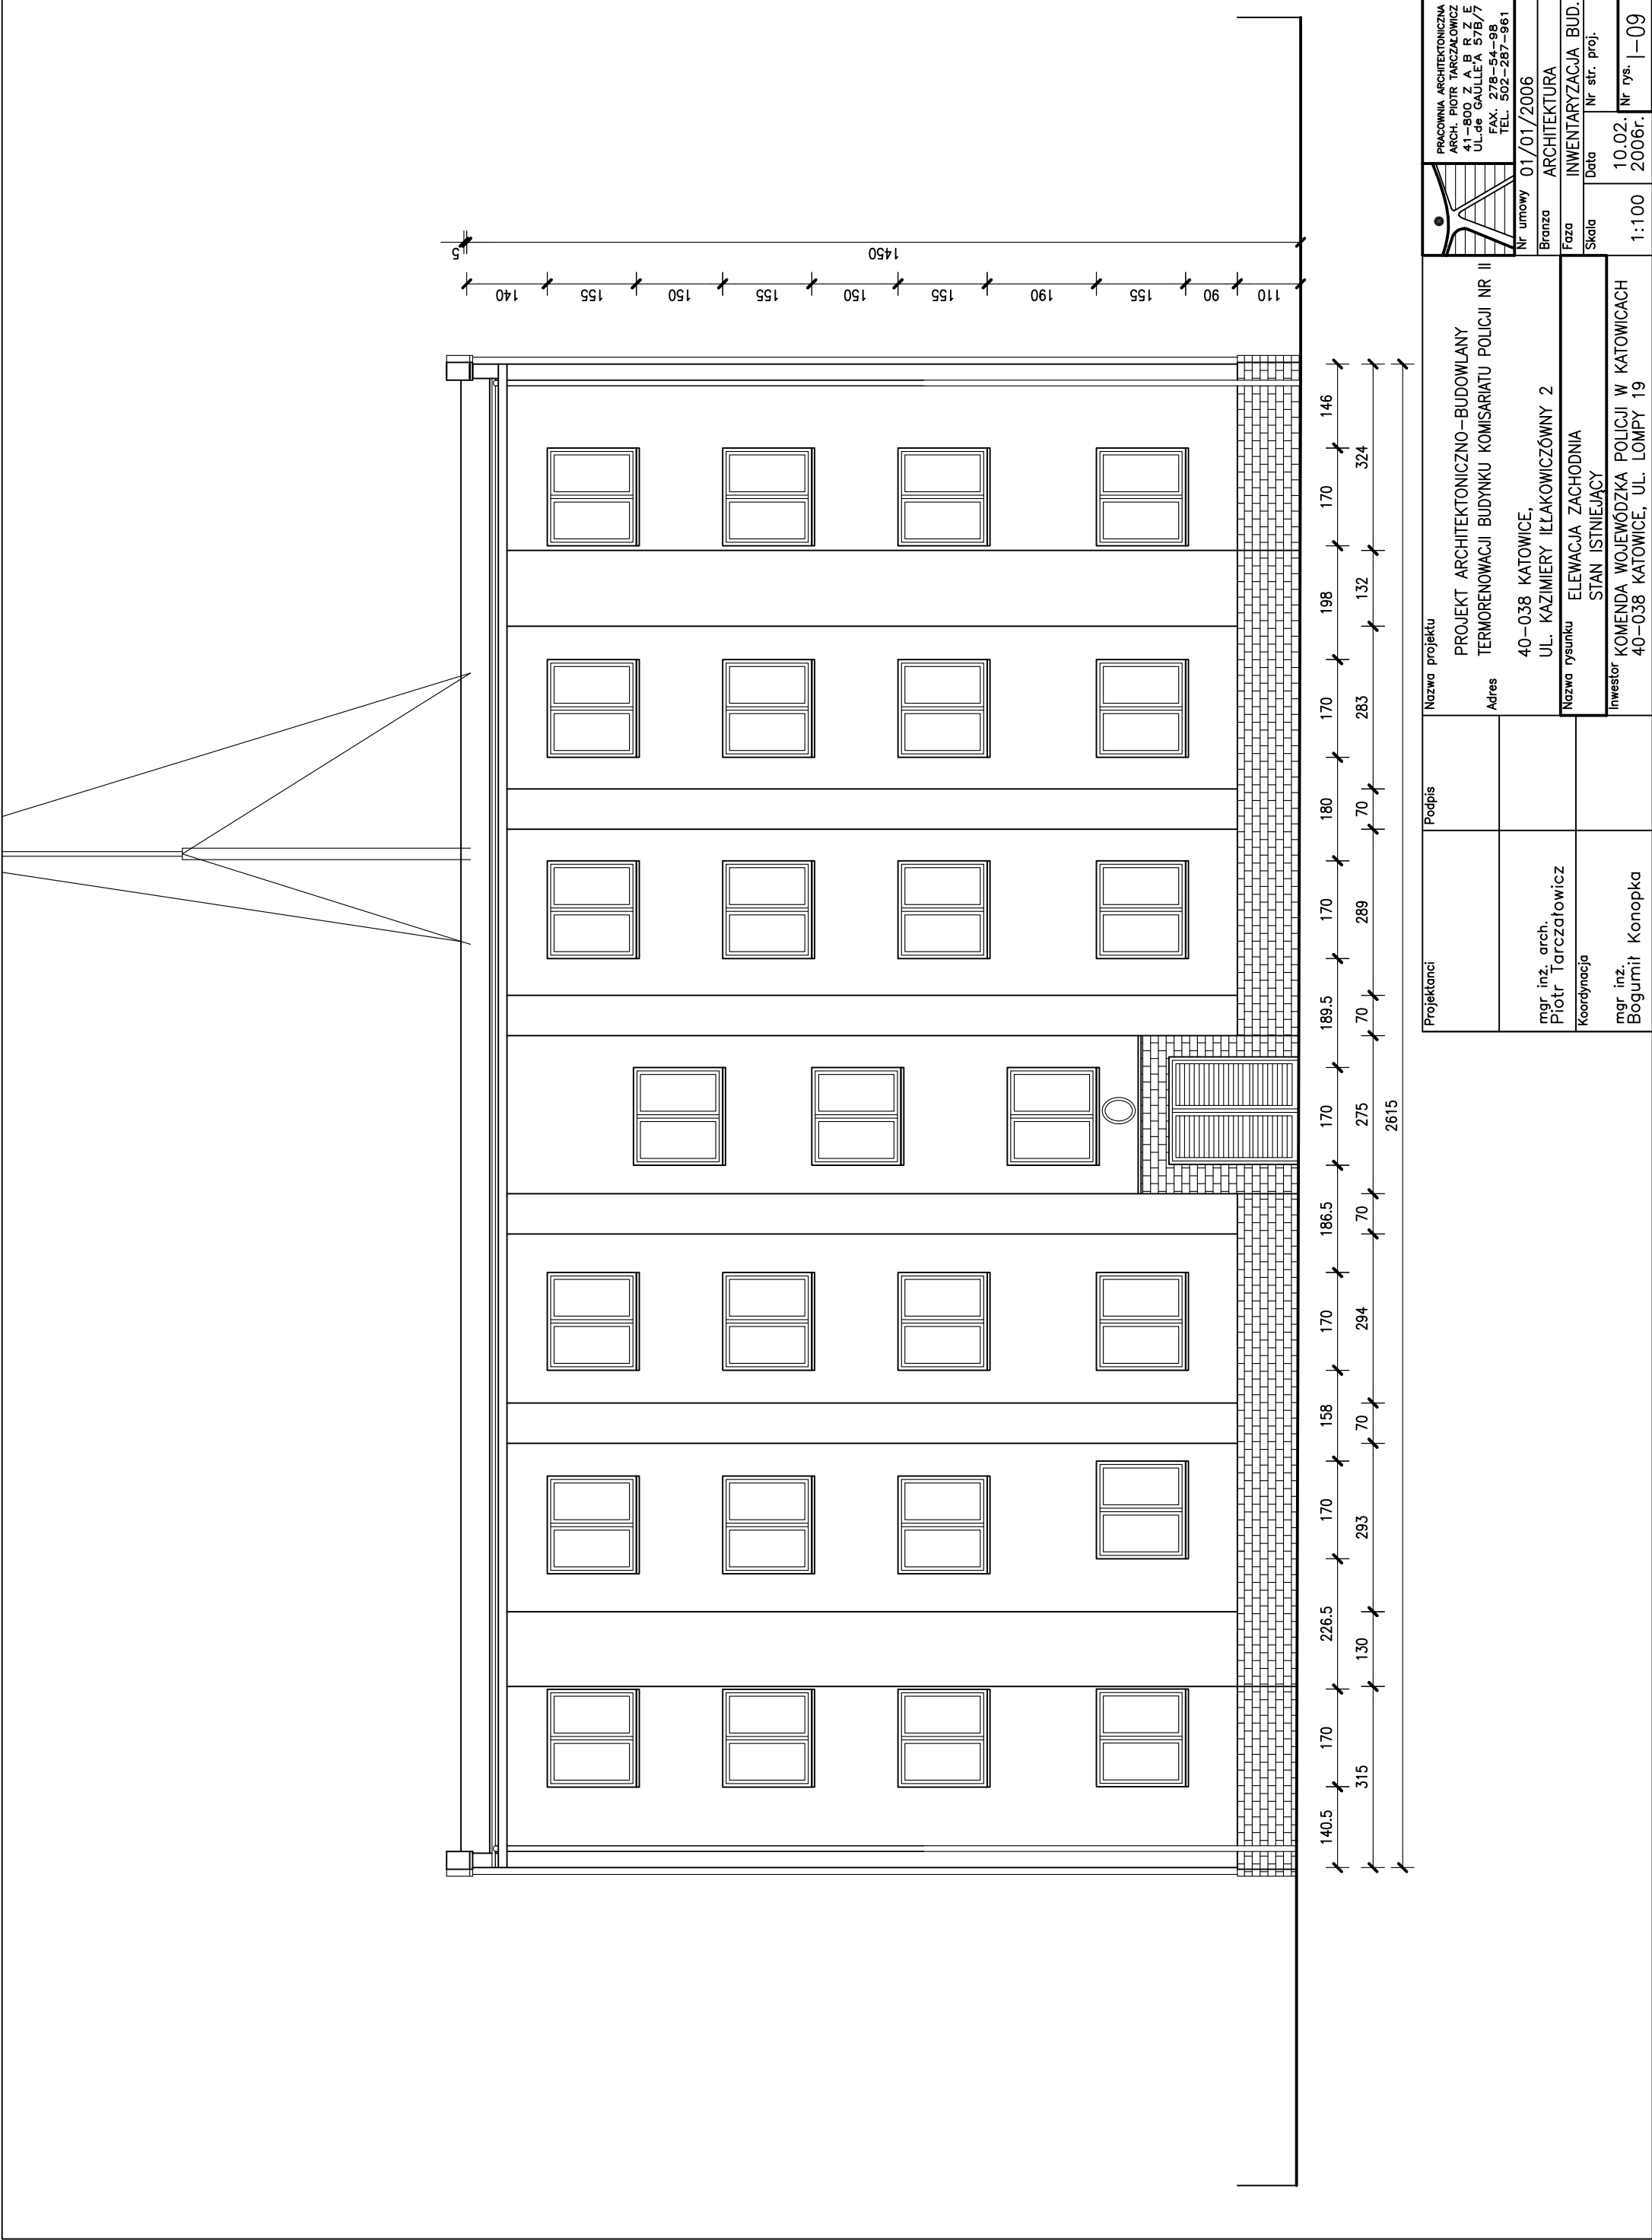 5
1450
140
155
150
155
150
155
190
155
90
110
140.5
170
226.5
170
158
170
186.5
170
189.5
170
180
170
198
170
146
315
130
293
70
294
70
275
70
289
70
283
132
324
2615
Projektanci
Podpis
mgr inż. arch.
Piotr Tarczałowicz
Koordynacja
mgr inż.
Bogumił Konopka
Nazwa projektu
PROJEKT ARCHITEKTONICZNO-BUDOWLANY
TERMORENOWACJI BUDYNKU KOMISARIATU POLICJI NR II
Adres
40-038 KATOWICE,
UL. KAZIMIERY IŁŁAKOWICZÓWNY 2
Nazwa rysunku
ELEWACJA ZACHODNIA
STAN ISTNIEJĄCY
Inwestor
KOMENDA WOJEWÓDZKA POLICJI W KATOWICACH
40-038 KATOWICE, UL. LOMPY 19
PRACOWNIA ARCHITEKTONICZNA
ARCH. PIOTR TARCZAŁOWICZ
41-800 Z A B R Z E
UL.de GAULLE'A 57B/7
FAX. 278-54-98
TEL. 502-287-961
Nr umowy 01/01/2006
Branza ARCHITEKTURA
Faza INWENTARYZACJA BUD.
Skala Data Nr str. proj.
1:100
10.02.
2006r.
Nr rys. I-09